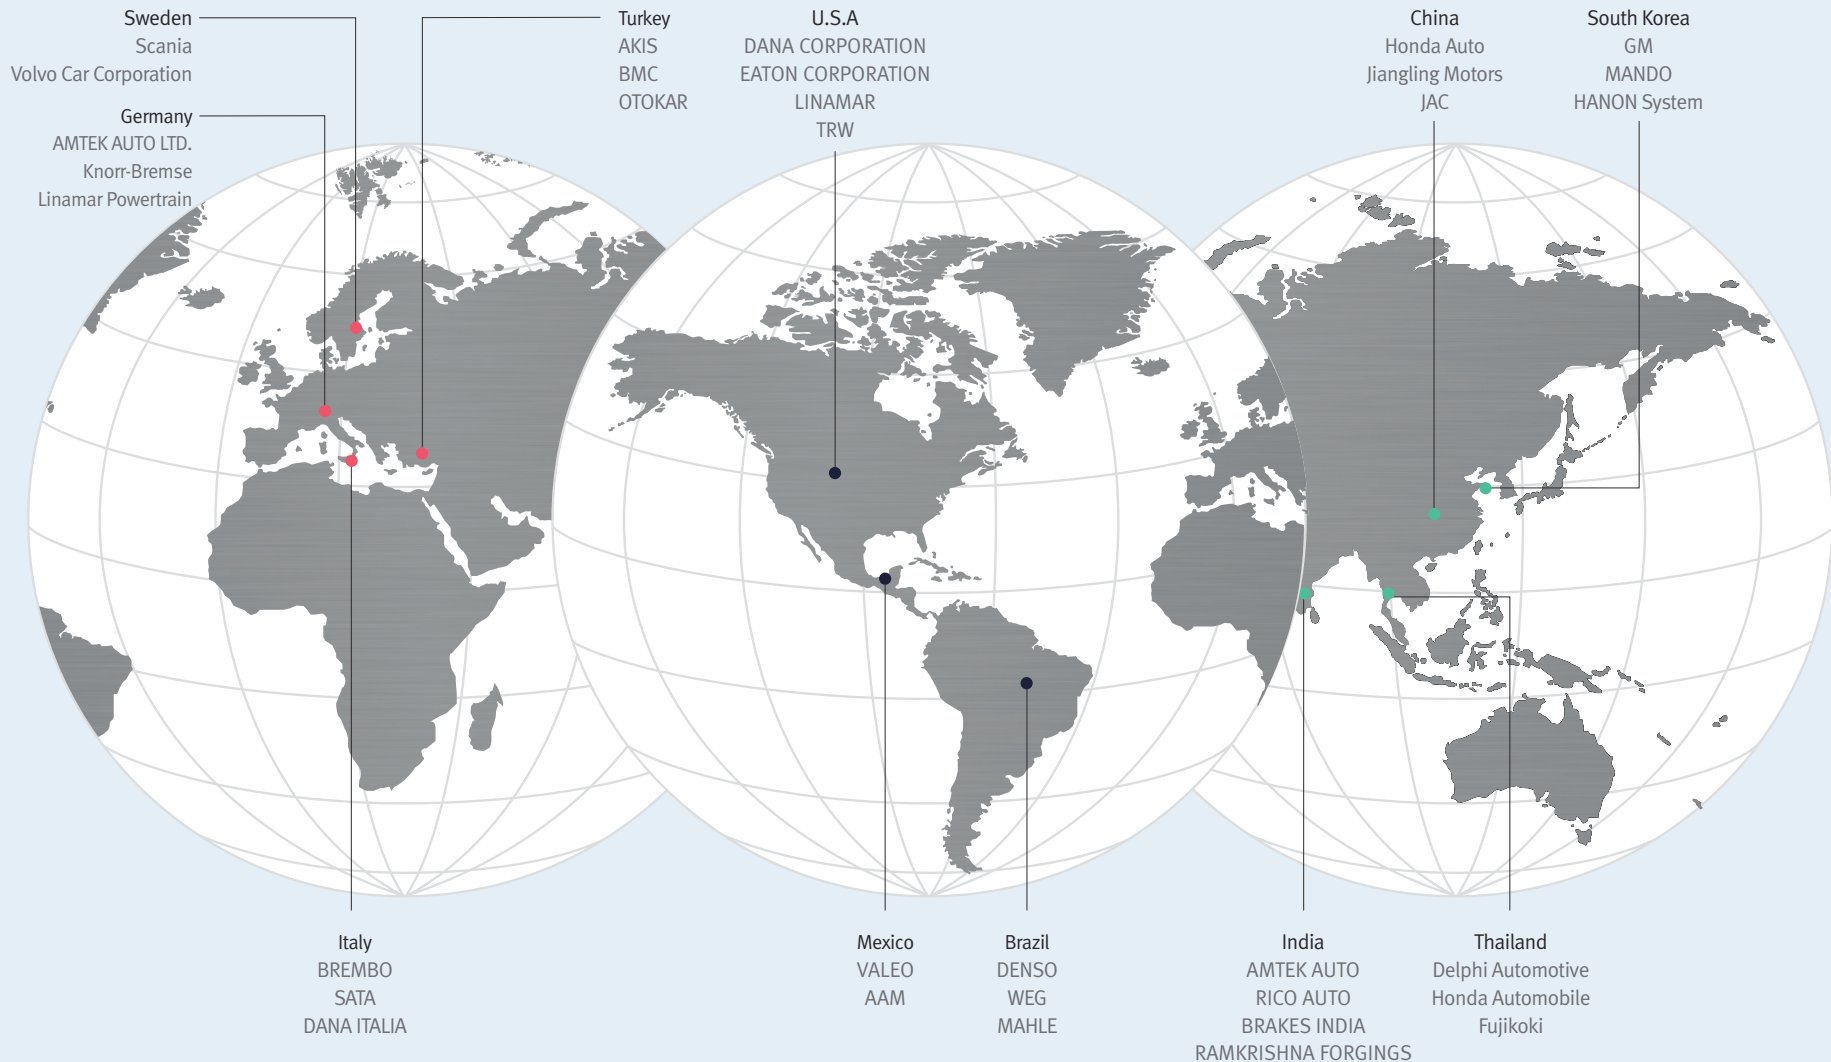 Sweden
Scania
Volvo Car Corporation
Germany
AMTEK AUTO LTD.
Knorr-Bremse
Linamar Powertrain
Turkey
AKIS
BMC
OTOKAR
U.S.A
DANA CORPORATION
EATON CORPORATION
LINAMAR
TRW
China
Honda Auto
Jiangling Motors
JAC
South Korea
GM
MANDO
HANON System
Italy
BREMBO
SATA
DANA ITALIA
Mexico
VALEO
AAM
Brazil
DENSO
WEG
MAHLE
India
AMTEK AUTO
RICO AUTO
BRAKES INDIA
RAMKRISHNA FORGINGS
Thailand
Delphi Automotive
Honda Automobile
Fujikoki